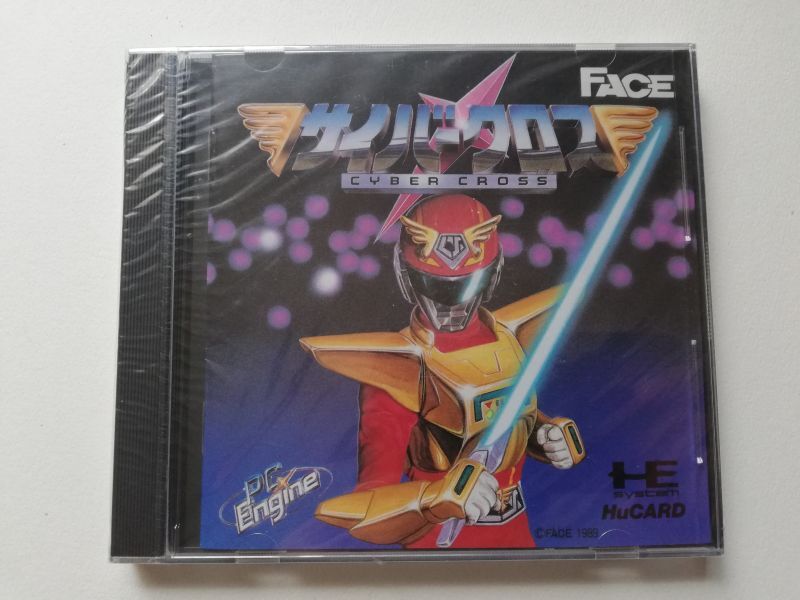 FACE
サイバークロス
CYBER CROSS
PC Engine
HE
system
HuCARD
©FACE 1989